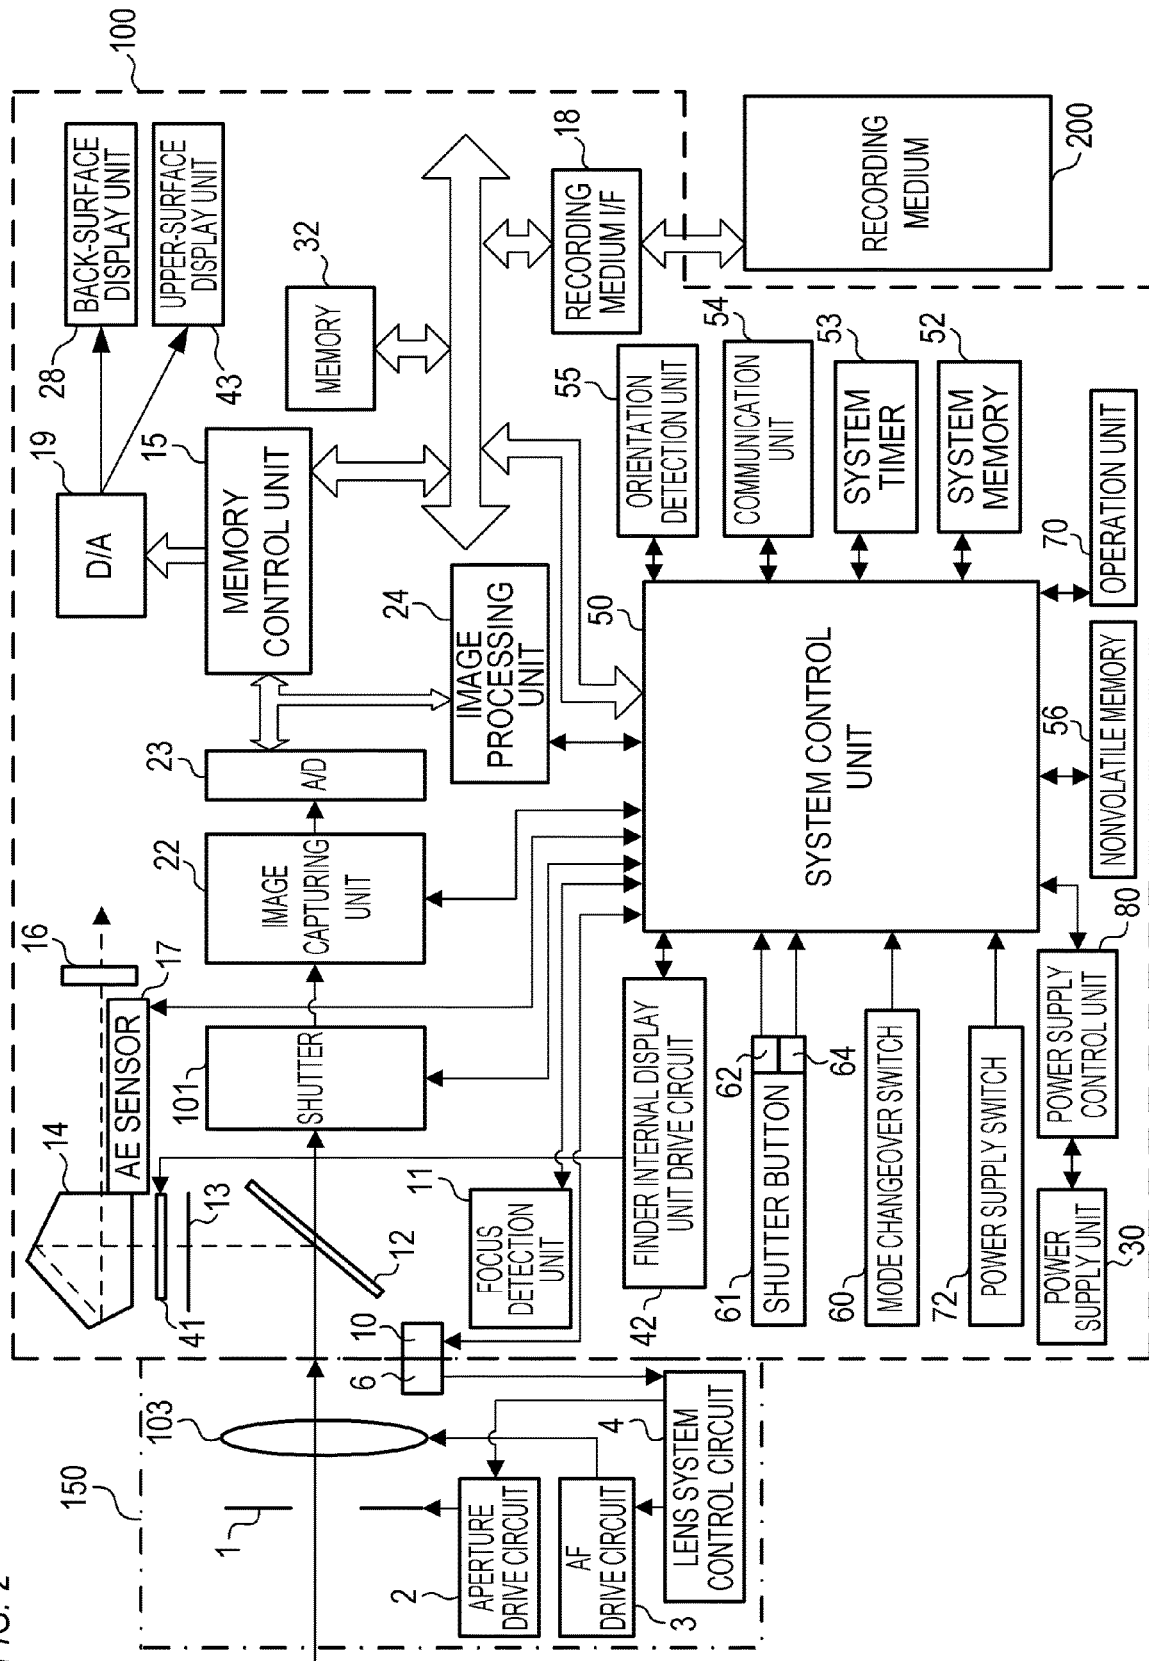 FIG. 2
150
103
1
2
APERTURE
DRIVE CIRCUIT
AF
DRIVE CIRCUIT
3
4
LENS SYSTEM
CONTROL CIRCUIT
6
10
100
14
16
AE SENSOR
17
41
13
12
101
SHUTTER
22
IMAGE
CAPTURING
UNIT
23
A/D
15
MEMORY
CONTROL UNIT
19
D/A
28
BACK-SURFACE
DISPLAY UNIT
43
UPPER-SURFACE
DISPLAY UNIT
24
IMAGE
PROCESSING
UNIT
32
MEMORY
18
RECORDING
MEDIUM I/F
RECORDING
MEDIUM
200
11
FOCUS
DETECTION
UNIT
42
FINDER INTERNAL DISPLAY
UNIT DRIVE CIRCUIT
61
SHUTTER BUTTON
62
64
60
MODE CHANGEOVER SWITCH
72
POWER SUPPLY SWITCH
50
SYSTEM CONTROL
UNIT
55
ORIENTATION
DETECTION UNIT
54
COMMUNICATION
UNIT
53
SYSTEM
TIMER
52
SYSTEM
MEMORY
POWER
SUPPLY UNIT
30
POWER SUPPLY
CONTROL UNIT
80
56
NONVOLATILE MEMORY
70
OPERATION UNIT